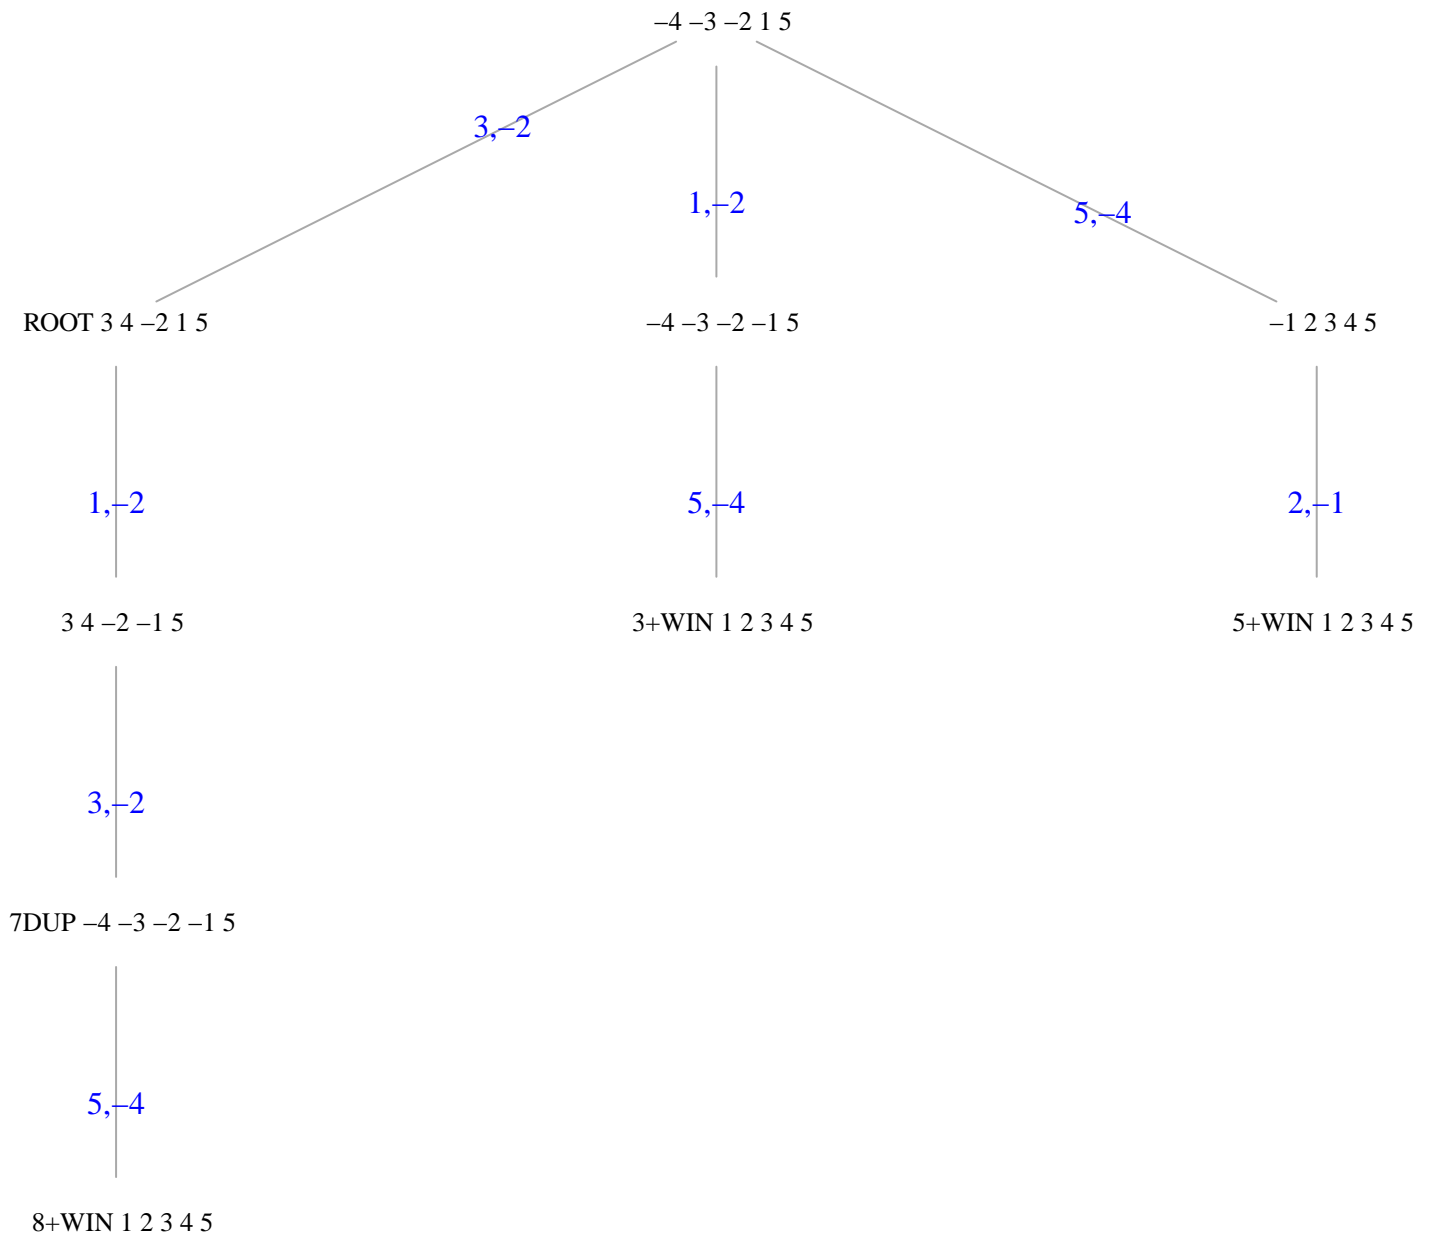 –4 –3 –2 1 5
3,–2
1,–2
5,–4
ROOT 3 4 –2 1 5
–4 –3 –2 –1 5
–1 2 3 4 5
1,–2
5,–4
2,–1
3 4 –2 –1 5
3+WIN 1 2 3 4 5
5+WIN 1 2 3 4 5
3,–2
7DUP –4 –3 –2 –1 5
5,–4
8+WIN 1 2 3 4 5